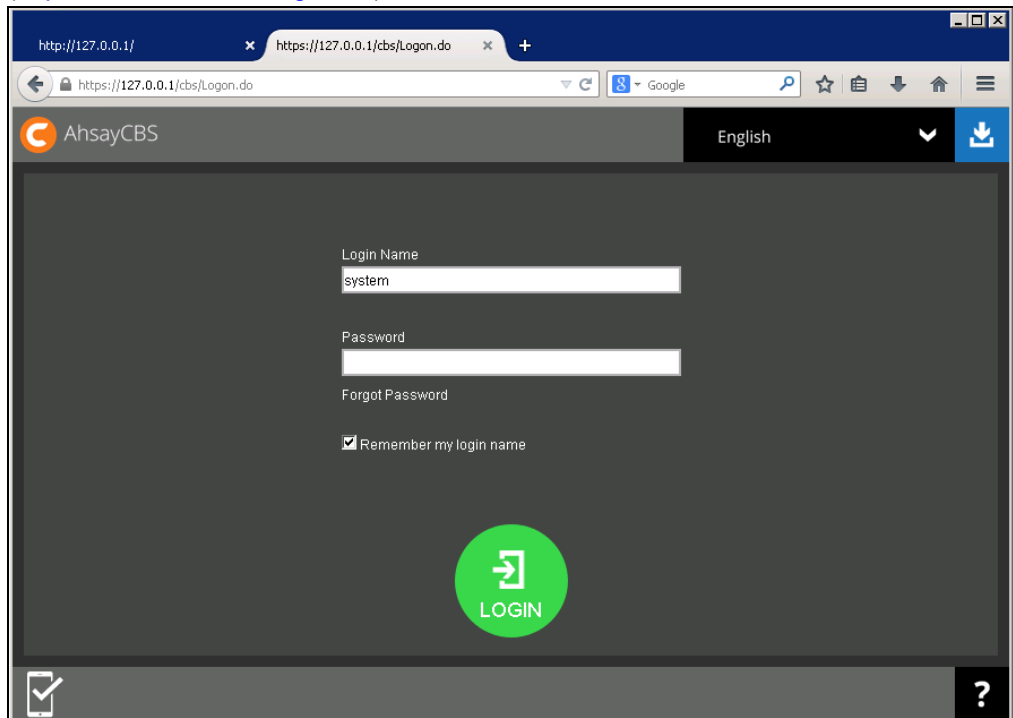 http://127.0.0.1/ https://127.0.0.1/cbs/Logon.do
https://127.0.0.1/cbs/Logon.do Google
AhsayCBS English
Login Name
system
Password
Forgot Password
Remember my login name
LOGIN
?